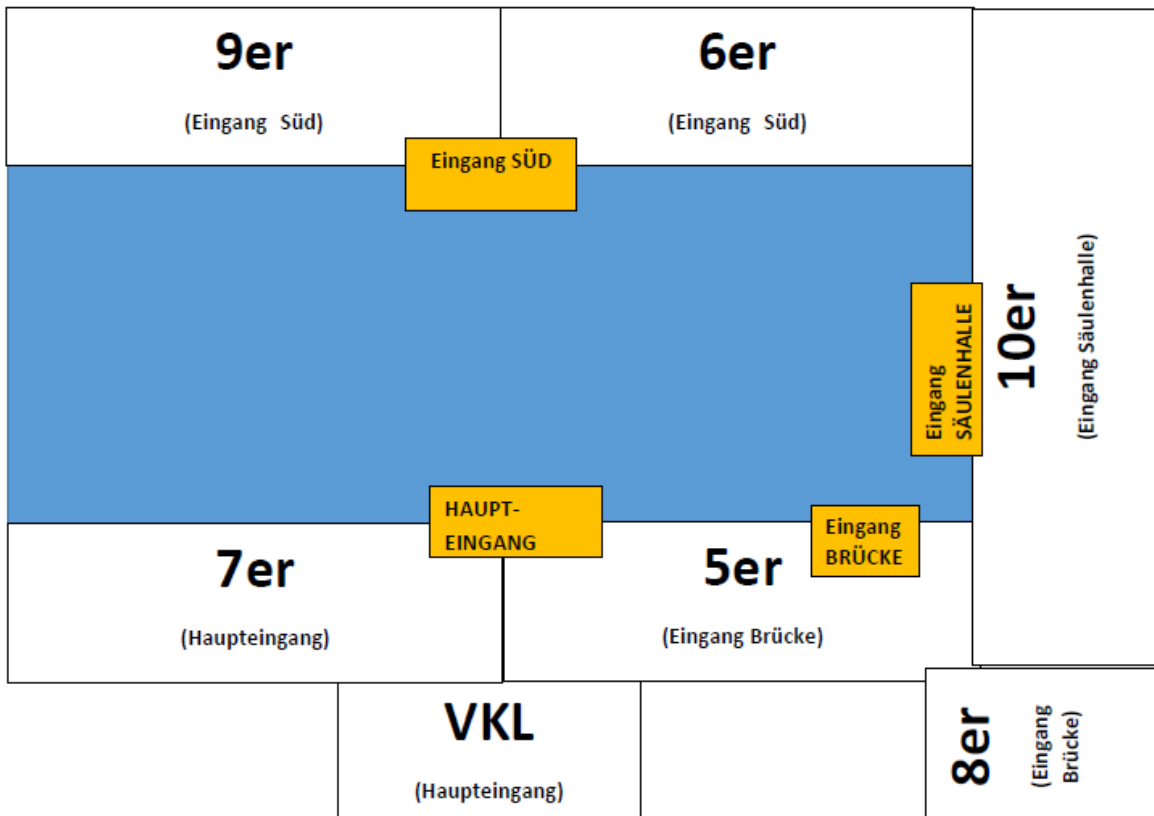 9er
(Eingang Süd)
6er
(Eingang Süd)
Eingang SÜD
10er
(Eingang Säulenhalle)
Eingang
SÄULENHALLE
HAUPT-
EINGANG
Eingang
BRÜCKE
7er
(Haupteingang)
5er
(Eingang Brücke)
VKL
(Haupteingang)
8er
(Eingang
Brücke)